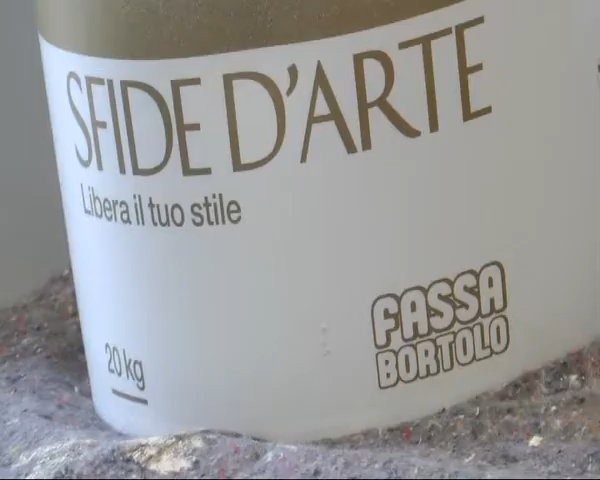 SFIDE D'ARTE
Libera il tuo stile
FASSA
BORTOLO
20 kg